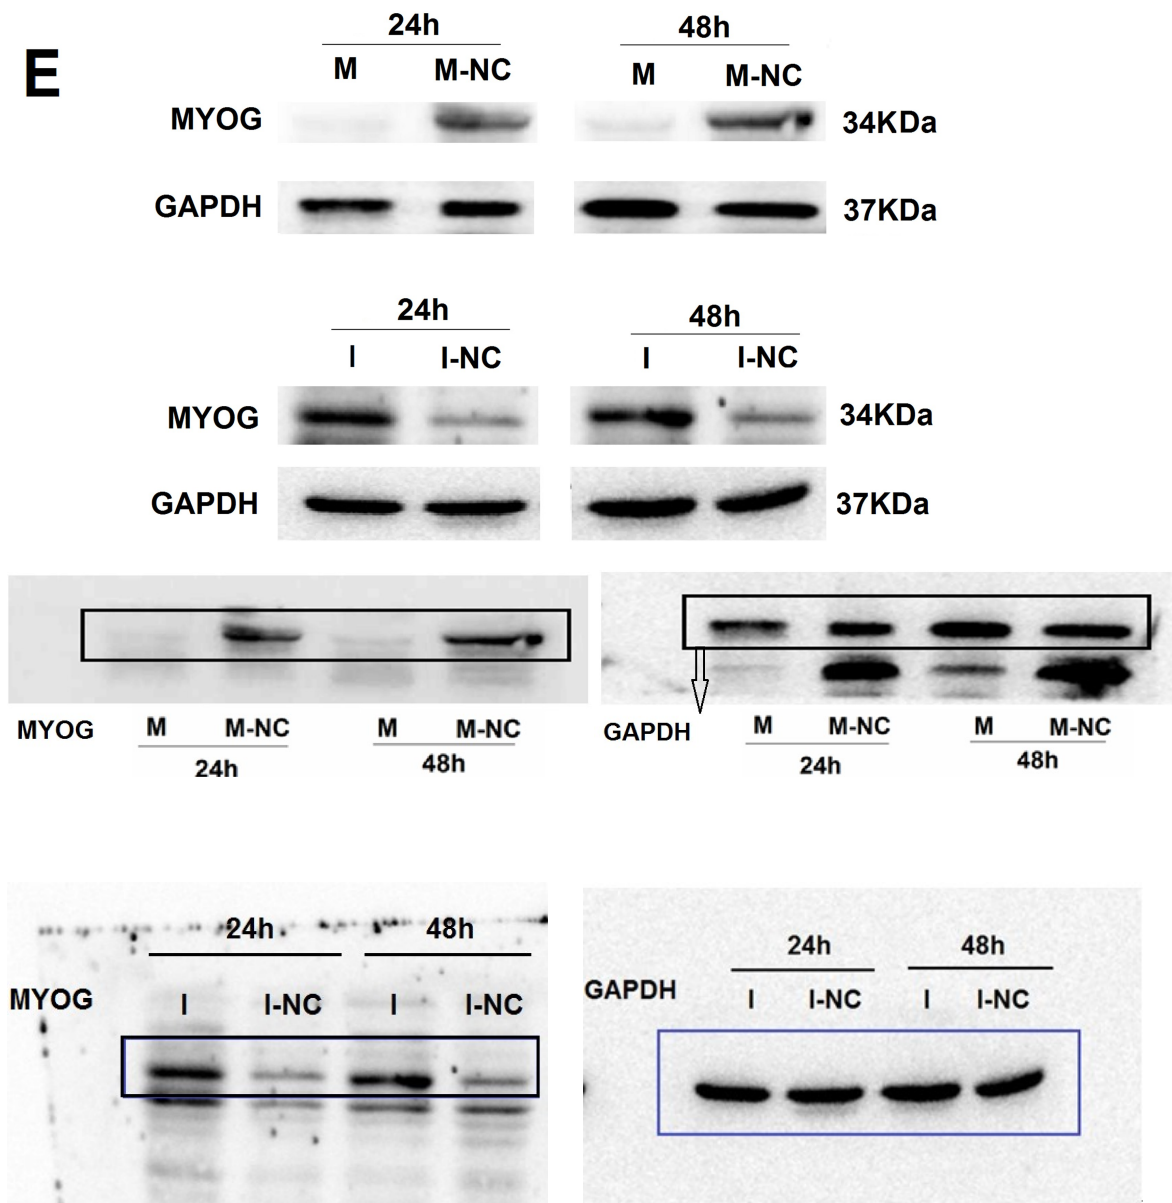 E
24h 48h
M M-NC M M-NC
MYOG 34KDa
GAPDH 37KDa
24h 48h
I I-NC I I-NC
MYOG 34KDa
GAPDH 37KDa
MYOG M M-NC M M-NC
24h 48h
GAPDH M M-NC M M-NC
24h 48h
24h 48h
MYOG I I-NC I I-NC
24h 48h
GAPDH I I-NC I I-NC